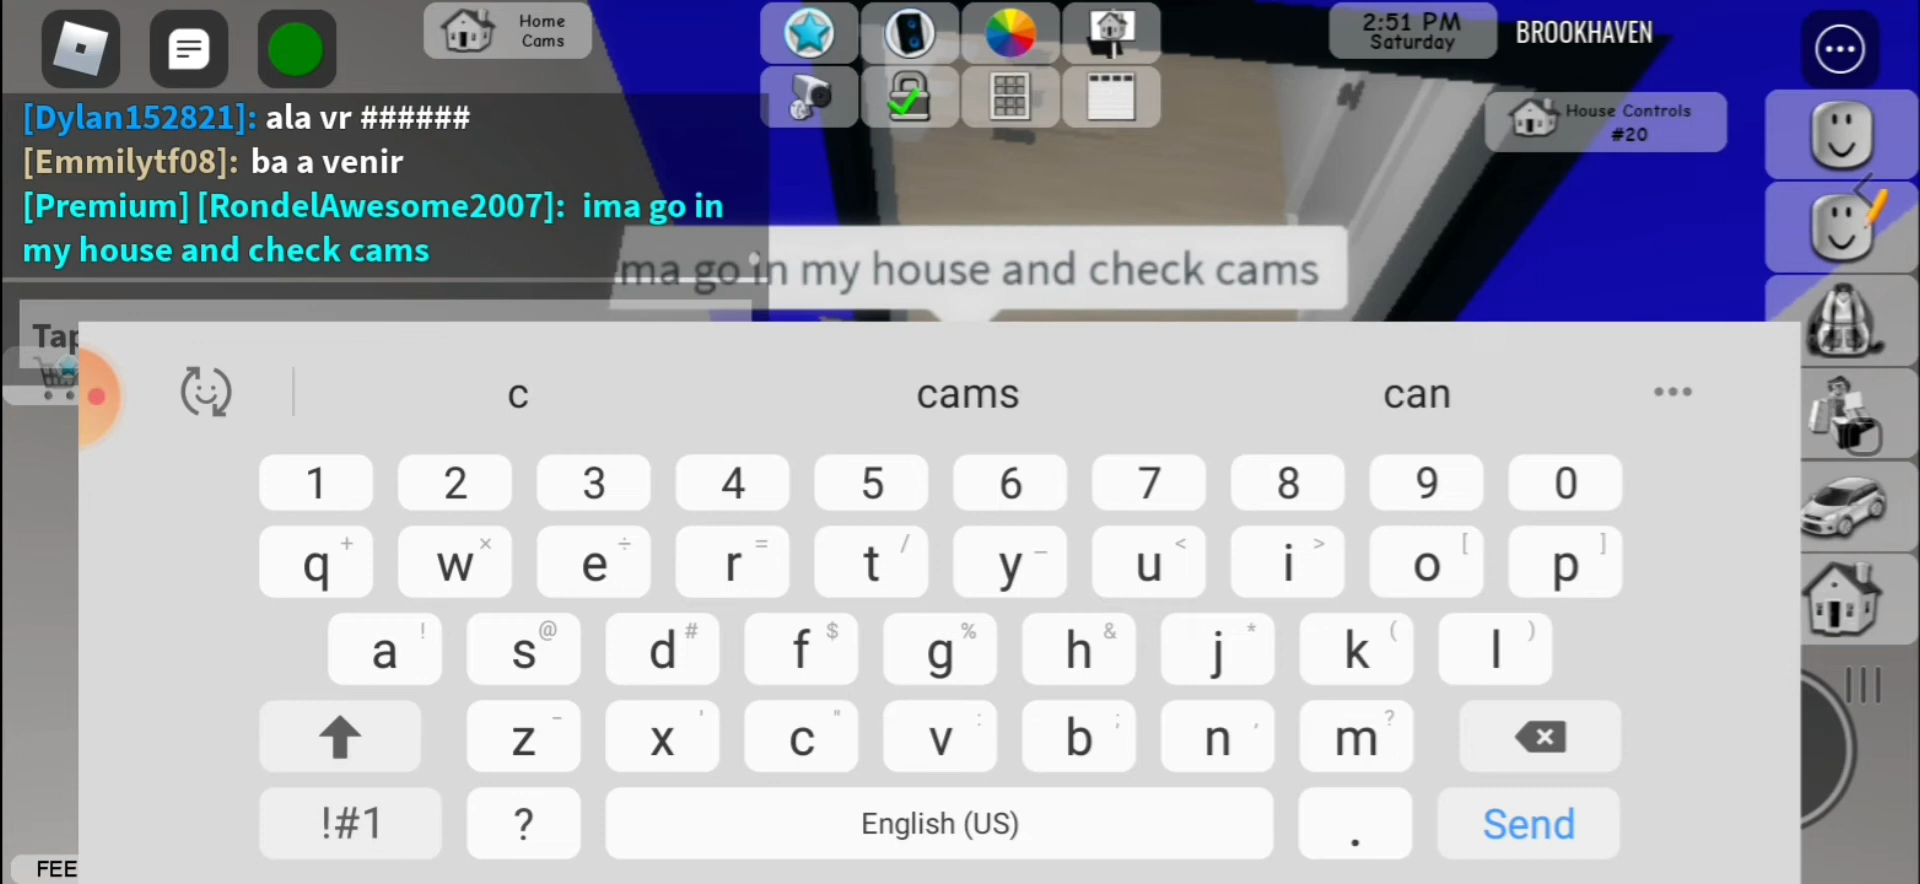 Home
Cams
2:51 PM
Saturday
BROOKHAVEN
House Controls
#20
[Dylan152821]: ala vr ######
[Emmilytf08]: ba a venir
[Premium] [RondelAwesome2007]: ima go in
my house and check cams
ma go in my house and check cams
Tap
c cams can
1 2 3 4 5 6 7 8 9 0
q + w × e ÷ r = t / y _ u < i > o [ p ]
a ! s @ d # f $ g % h & j * k ( l )
z - x ' c " v : b ; n , m ?
!#1 ? English (US) . Send
FEE